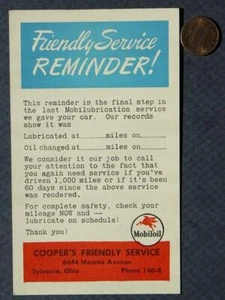 Friendly Service
REMINDER!
This reminder is the final step in
the last Mobilubrication service
we gave your car. Our records
show it was
Lubricated at miles on
Oil changed at miles on
We consider it our job to call
your attention to the fact that
you again need service if you've
driven 1,000 miles or if it's been
60 days since the above service
was rendered.
For complete safety, check your
mileage NOW and --
lubricate on schedule!
Thank you!
Mobiloil
COOPER'S FRIENDLY SERVICE
6464 Monroe Avenue
Sylvania, Ohio Phone 140-R